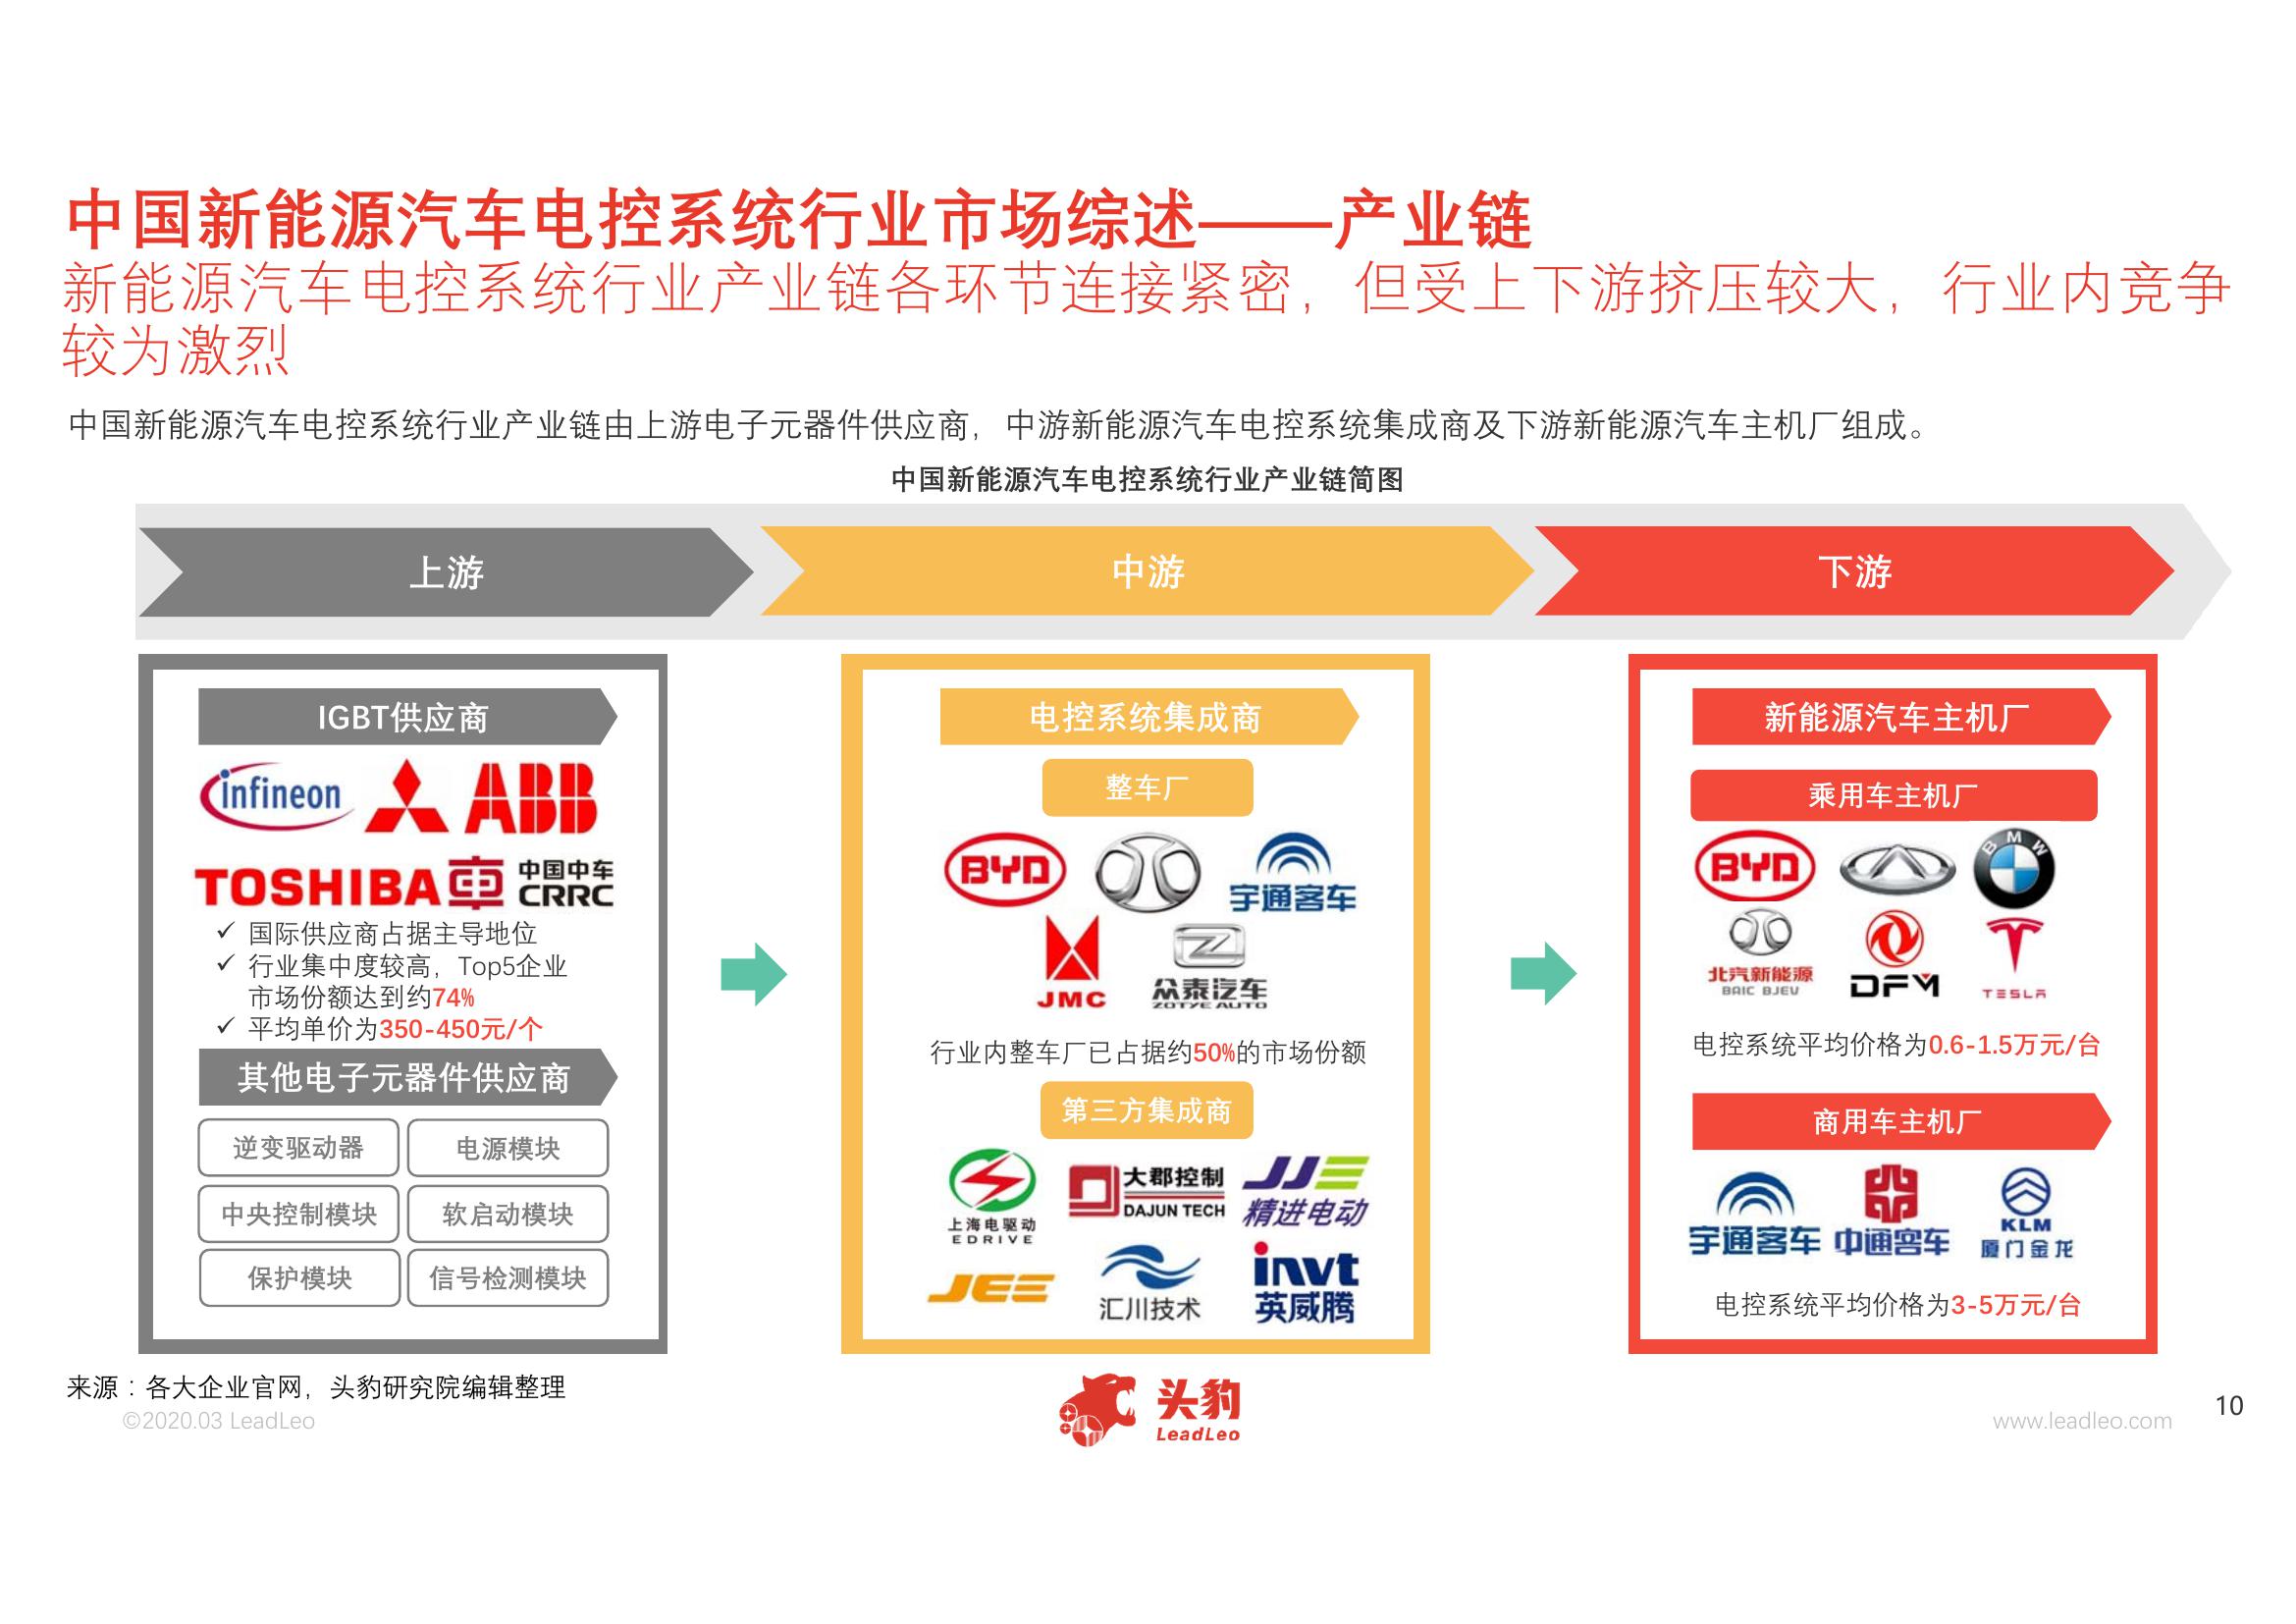 中国新能源汽车电控系统行业市场综述——产业链
新能源汽车电控系统行业产业链各环节连接紧密，但受上下游挤压较大，行业内竞争
较为激烈
中国新能源汽车电控系统行业产业链由上游电子元器件供应商，中游新能源汽车电控系统集成商及下游新能源汽车主机厂组成。
中国新能源汽车电控系统行业产业链简图
上游
中游
下游
IGBT供应商
infineon
ABB
TOSHIBA
中国中车
CRRC
✓ 国际供应商占据主导地位
✓ 行业集中度较高，Top5企业
市场份额达到约74%
✓ 平均单价为350-450元/个
其他电子元器件供应商
逆变驱动器 电源模块
中央控制模块 软启动模块
保护模块 信号检测模块
电控系统集成商
整车厂
BYD
宇通客车
JMC
众泰汽车
ZOTYE AUTO
行业内整车厂已占据约50%的市场份额
第三方集成商
上海电驱动
EDRIVE
大郡控制
DAJUN TECH
JJE
精进电动
JEE
汇川技术
invt
英威腾
新能源汽车主机厂
乘用车主机厂
BYD
BMW
北汽新能源
BAIC BJEV
DFM
TESLA
电控系统平均价格为0.6-1.5万元/台
商用车主机厂
宇通客车
中通客车
KLM
厦门金龙
电控系统平均价格为3-5万元/台
来源：各大企业官网，头豹研究院编辑整理
©2020.03 LeadLeo
头豹
LeadLeo
www.leadleo.com
10